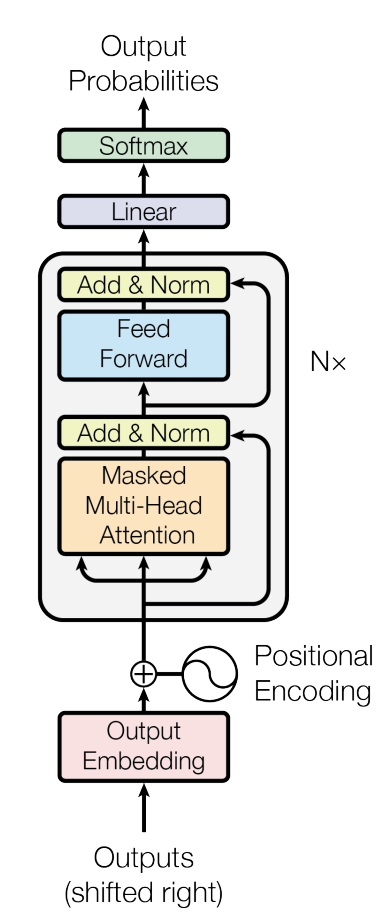 Output
Probabilities
Softmax
Linear
Add & Norm
Feed
Forward
N×
Add & Norm
Masked
Multi-Head
Attention
Positional
Encoding
Output
Embedding
Outputs
(shifted right)